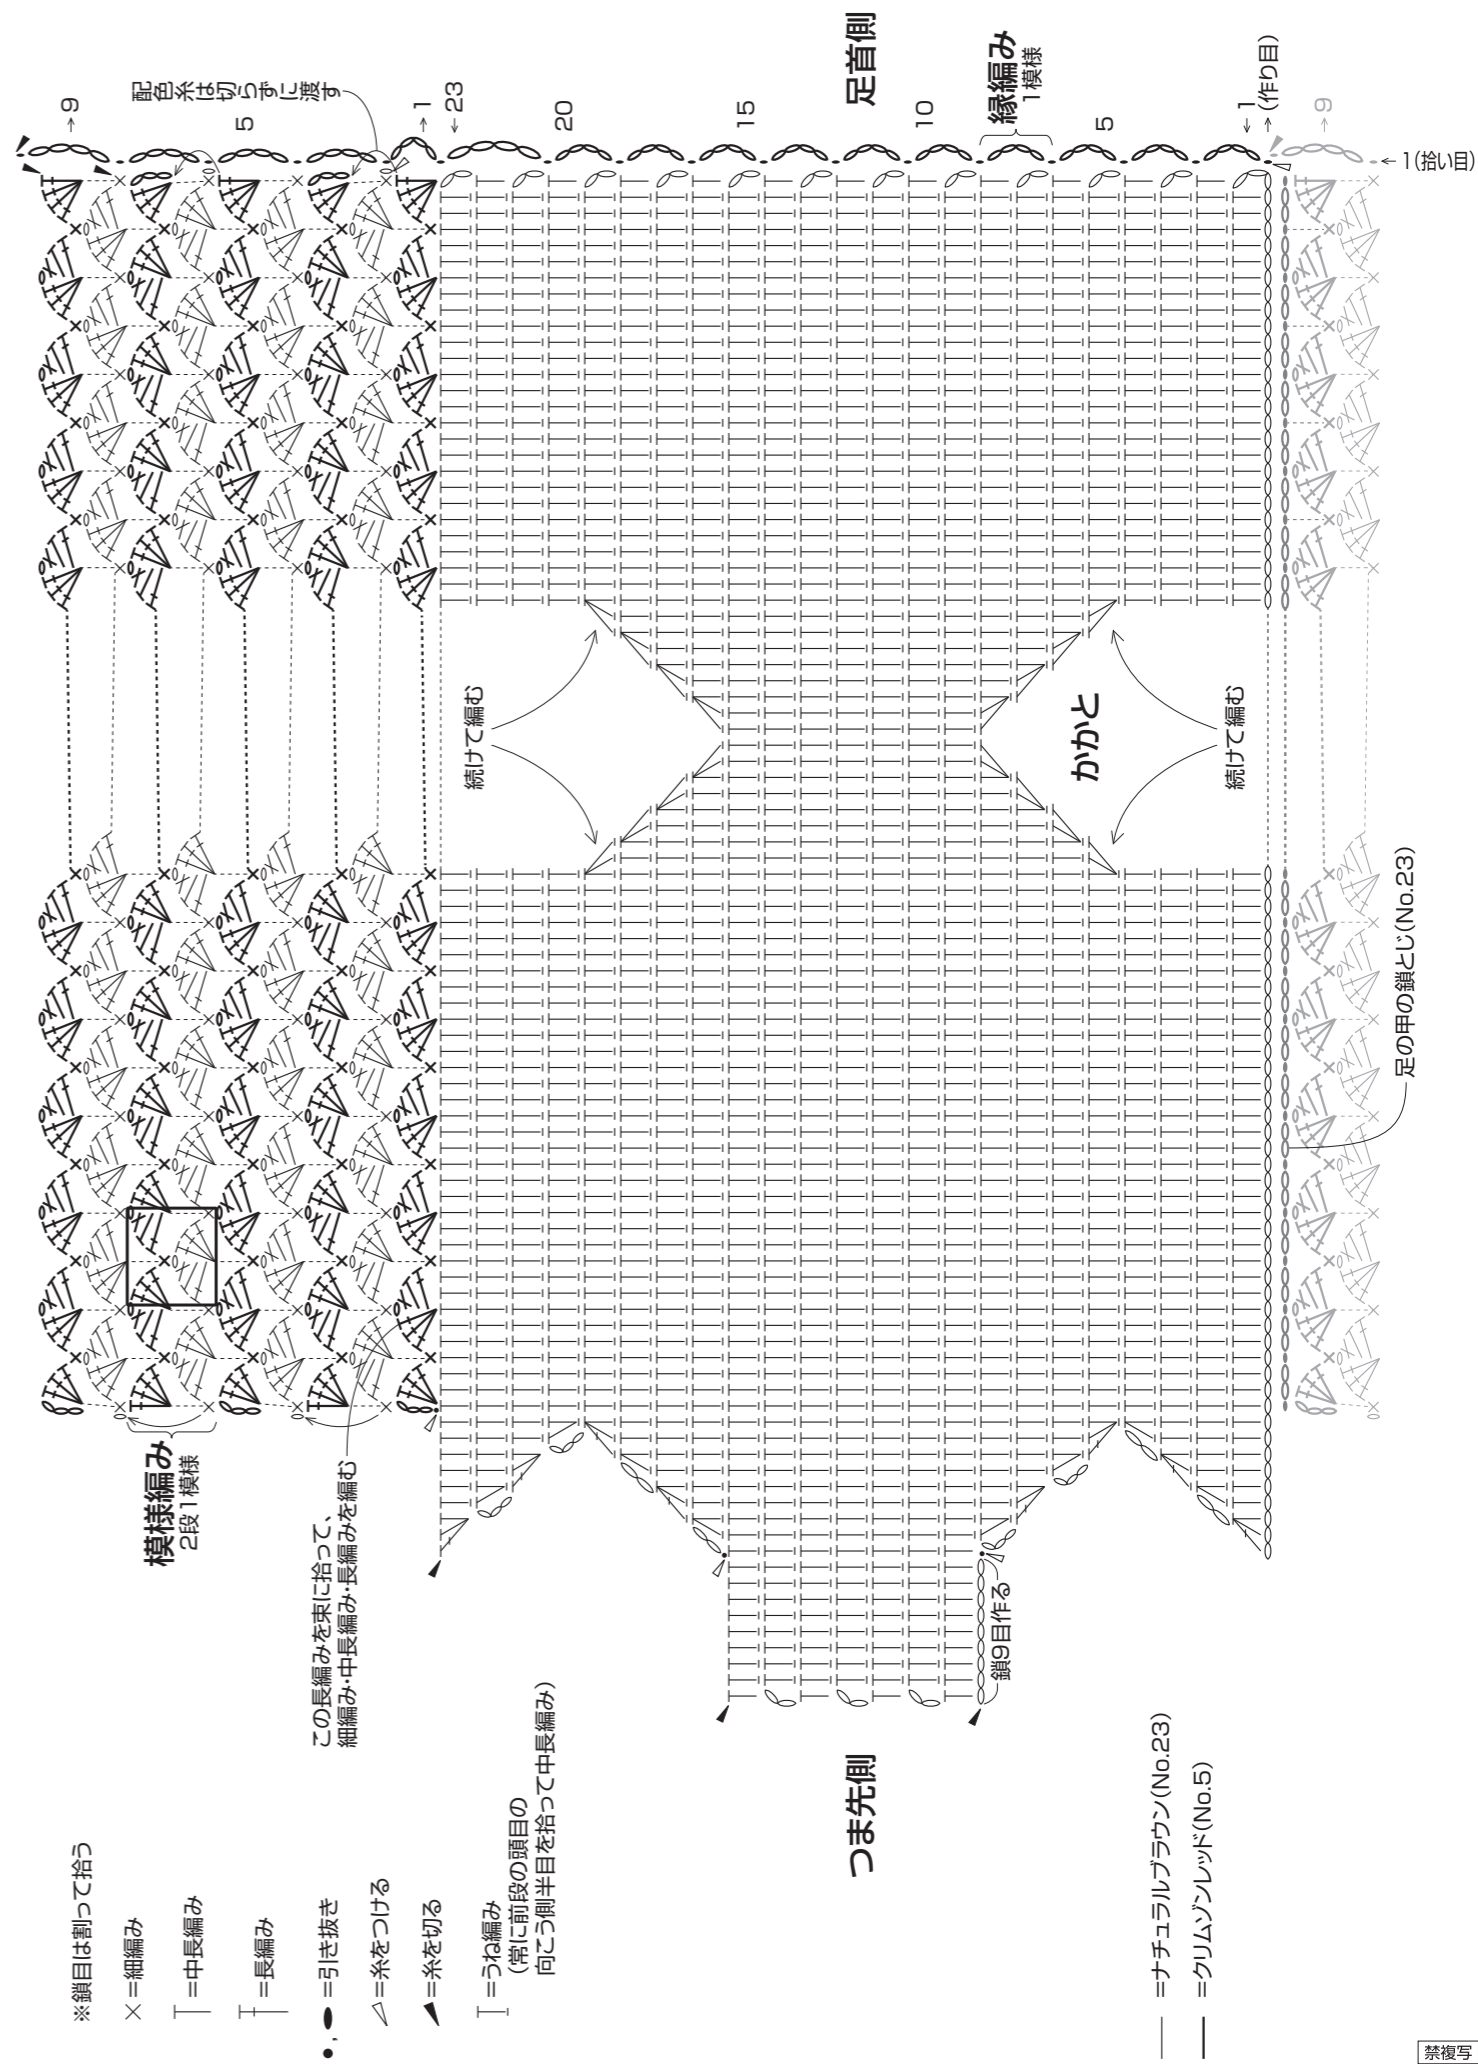 ※鎖目は割って拾う
=細編み
=中長編み
=長編み
=引き抜き
=糸をつける
=糸を切る
=うね編み
(常に前段の頭目の
向こう側半目を拾って中長編み)
模様編み
2段1模様
この長編みを束に拾って、
細編み・中長編み・長編みを編む
配色糸は切らずに渡す
→9
5
→1
←23
20
15
10
5
←1
→(作り目)
足首側
縁編み
1模様
続けて編む
続けて編む
かかと
つま先側
鎖9目作る
→9
←1(拾い目)
足の甲の鎖とじ(No.23)
=ナチュラルブラウン(No.23)
=クリムゾンレッド(No.5)
禁複写